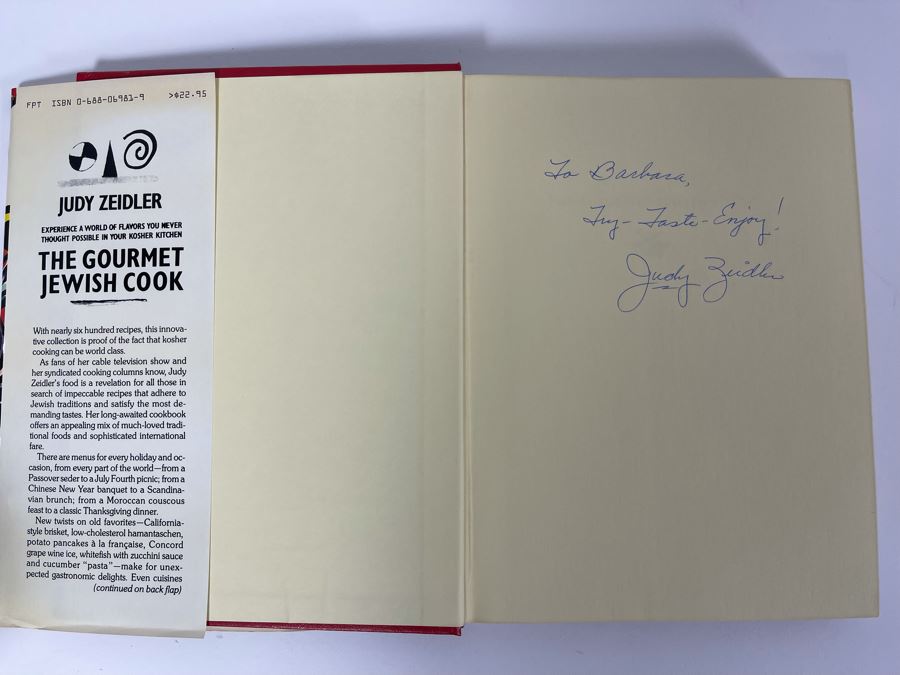 FPT ISBN 0-688-06981-9 >$22.95
JUDY ZEIDLER
EXPERIENCE A WORLD OF FLAVORS YOU NEVER
THOUGHT POSSIBLE IN YOUR KOSHER KITCHEN
THE GOURMET
JEWISH COOK
With nearly six hundred recipes, this innova-
tive collection is proof of the fact that kosher
cooking can be world class.
As fans of her cable television show and
her syndicated cooking columns know, Judy
Zeidler's food is a revelation for all those in
search of impeccable recipes that adhere to
Jewish traditions and satisfy the most de-
manding tastes. Her long-awaited cookbook
offers an appealing mix of much-loved tradi-
tional foods and sophisticated international
fare.
There are menus for every holiday and oc-
casion, from every part of the world—from a
Passover seder to a July Fourth picnic; from a
Chinese New Year banquet to a Scandina-
vian brunch; from a Moroccan couscous
feast to a classic Thanksgiving dinner.
New twists on old favorites—California-
style brisket, low-cholesterol hamantaschen,
potato pancakes à la française, Concord
grape wine ice, whitefish with zucchini sauce
and cucumber "pasta"—make for unex-
pected gastronomic delights. Even cuisines
(continued on back flap)
To Barbara,
Try - Taste - Enjoy!
Judy Zeidler